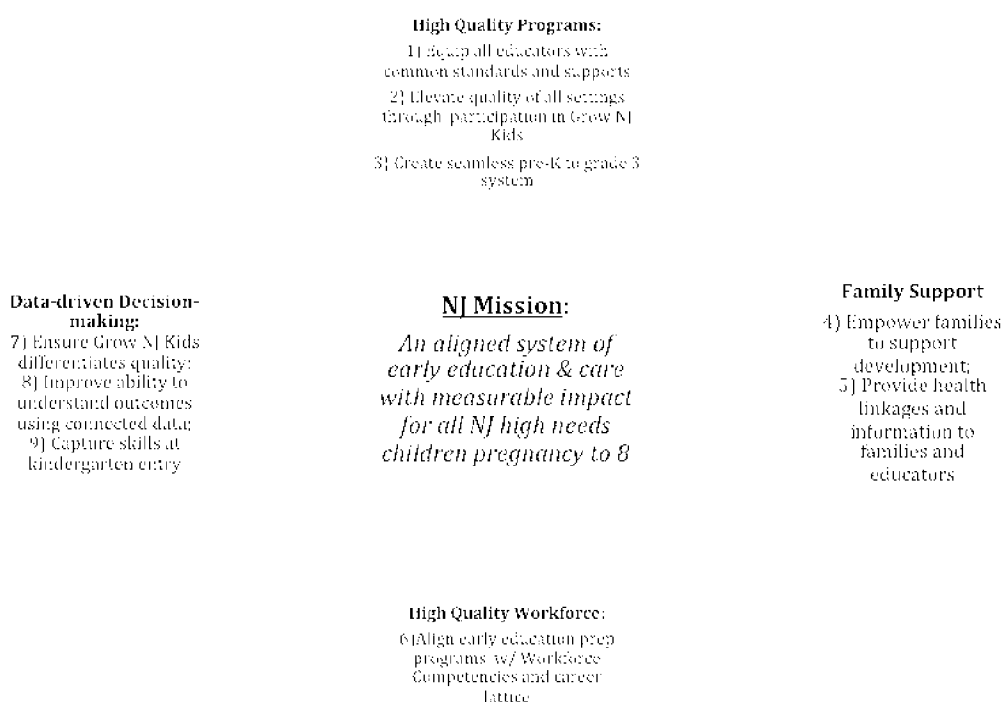 High Quality Programs:
1) Equip all educators with
common standards and supports
2) Elevate quality of all settings
through participation in Grow NJ
Kids
3) Create seamless pre-K to grade 3
system
Data-driven Decision-
making:
7) Ensure Grow NJ Kids
differentiates quality;
8) Improve ability to
understand outcomes
using connected data;
9) Capture skills at
kindergarten entry
NJ Mission:
An aligned system of
early education & care
with measurable impact
for all NJ high needs
children pregnancy to 8
Family Support
4) Empower families
to support
development;
5) Provide health
linkages and
information to
families and
educators
High Quality Workforce:
6)Align early education prep
programs w/ Workforce
Competencies and career
lattice